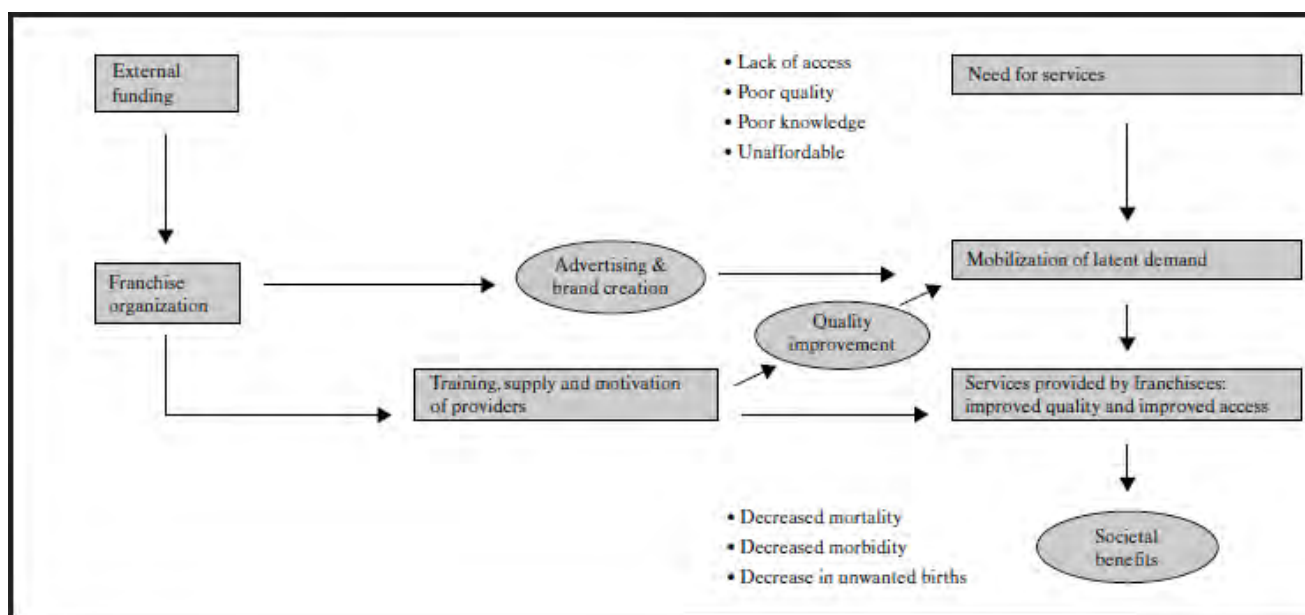 External
funding
• Lack of access
• Poor quality
• Poor knowledge
• Unaffordable
Need for services
Franchise
organization
Advertising &
brand creation
Mobilization of latent demand
Quality
improvement
Training, supply and motivation
of providers
Services provided by franchisees:
improved quality and improved access
• Decreased mortality
• Decreased morbidity
• Decrease in unwanted births
Societal
benefits